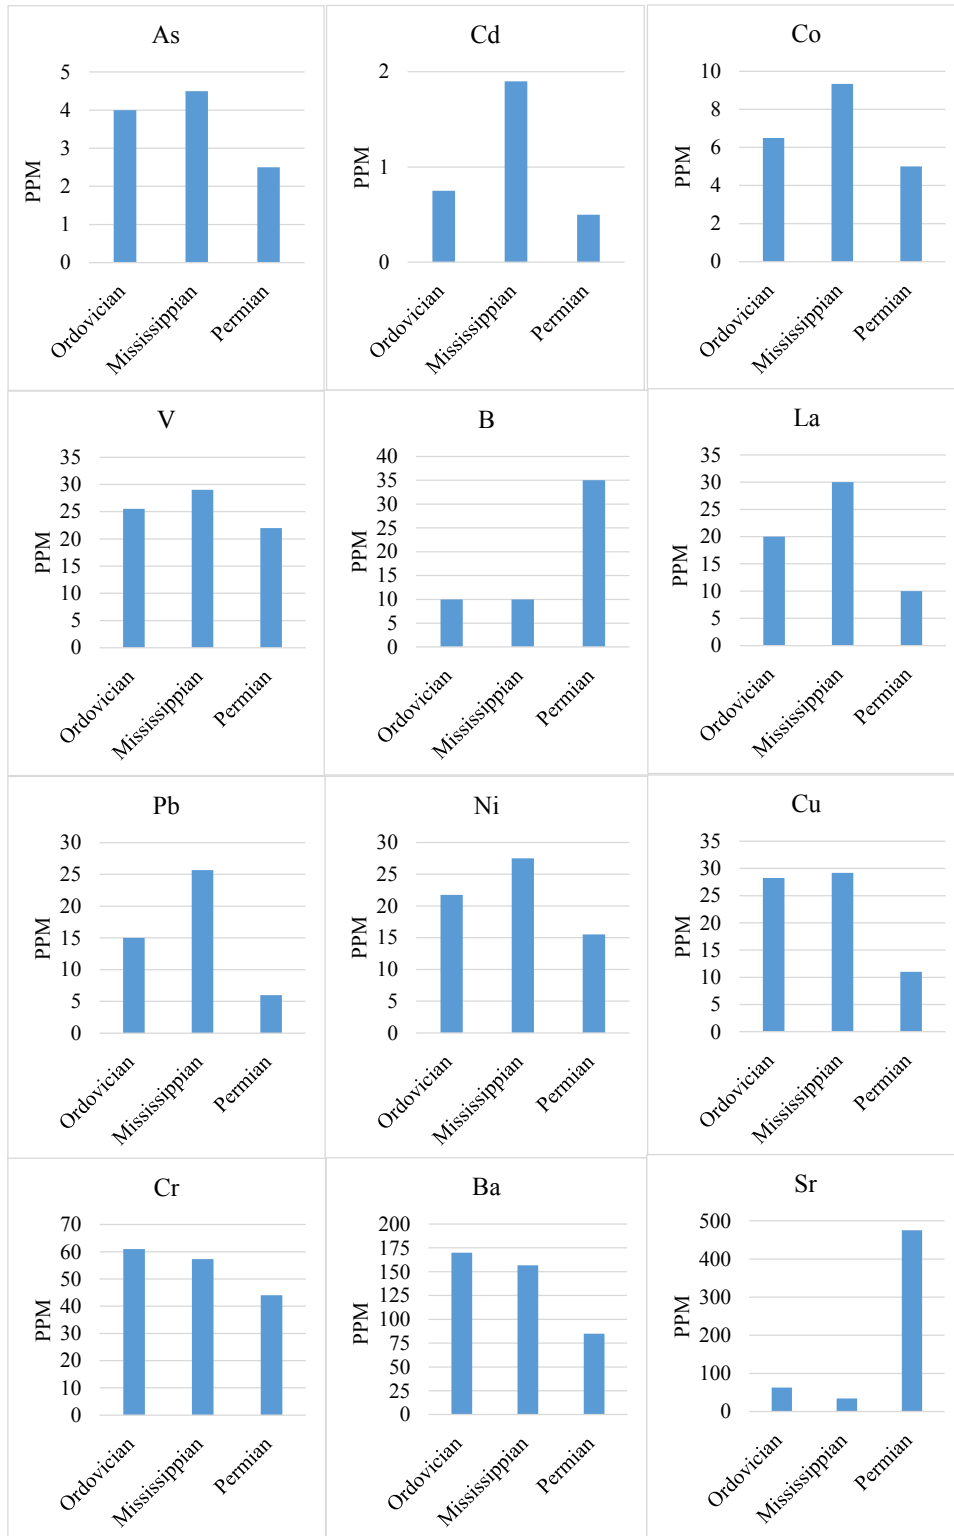 As
5
4
3
2
1
0
PPM
Ordovician
Mississippian
Permian
Cd
2
1
0
PPM
Ordovician
Mississippian
Permian
Co
10
8
6
4
2
0
PPM
Ordovician
Mississippian
Permian
V
35
30
25
20
15
10
5
0
PPM
Ordovician
Mississippian
Permian
B
40
35
30
25
20
15
10
5
0
PPM
Ordovician
Mississippian
Permian
La
35
30
25
20
15
10
5
0
PPM
Ordovician
Mississippian
Permian
Pb
30
25
20
15
10
5
0
PPM
Ordovician
Mississippian
Permian
Ni
30
25
20
15
10
5
0
PPM
Ordovician
Mississippian
Permian
Cu
35
30
25
20
15
10
5
0
PPM
Ordovician
Mississippian
Permian
Cr
70
60
50
40
30
20
10
0
PPM
Ordovician
Mississippian
Permian
Ba
200
175
150
125
100
75
50
25
0
PPM
Ordovician
Mississippian
Permian
Sr
500
400
300
200
100
0
PPM
Ordovician
Mississippian
Permian